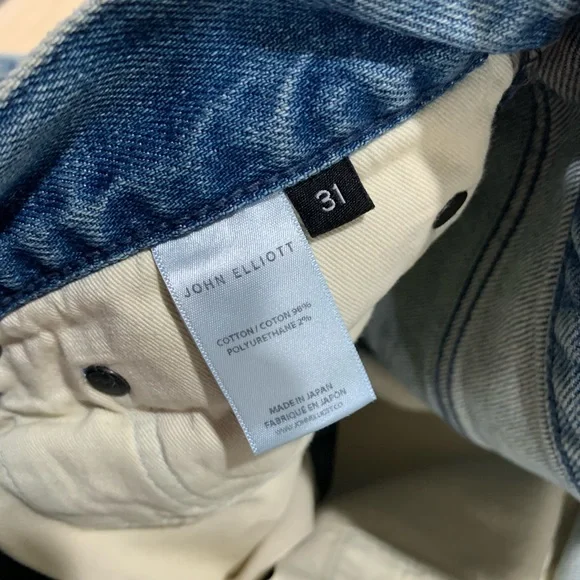 31
JOHN ELLIOTT
COTTON / COTON 98%
POLYURETHANE 2%
MADE IN JAPAN
FABRIQUÉ EN JAPON